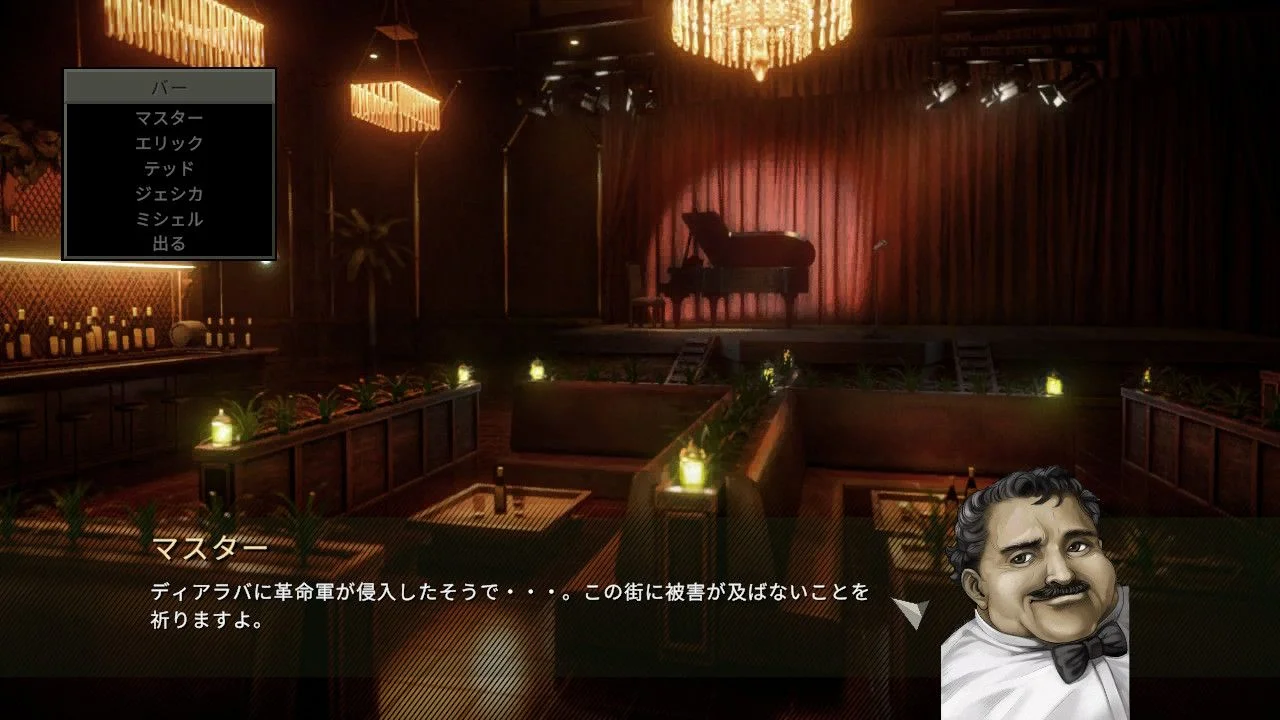 バー
マスター
エリック
テッド
ジェシカ
ミシェル
出る
マスター
ディアラバに革命軍が侵入したそうで・・・。この街に被害が及ばないことを
祈りますよ。